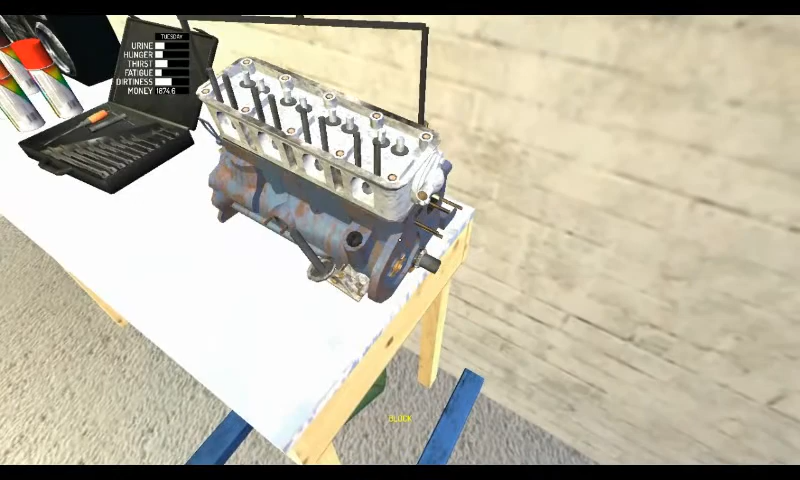 TUESDAY
URINE
HUNGER
THIRST
FATIGUE
DIRTINESS
MONEY 1874.6
BLOCK